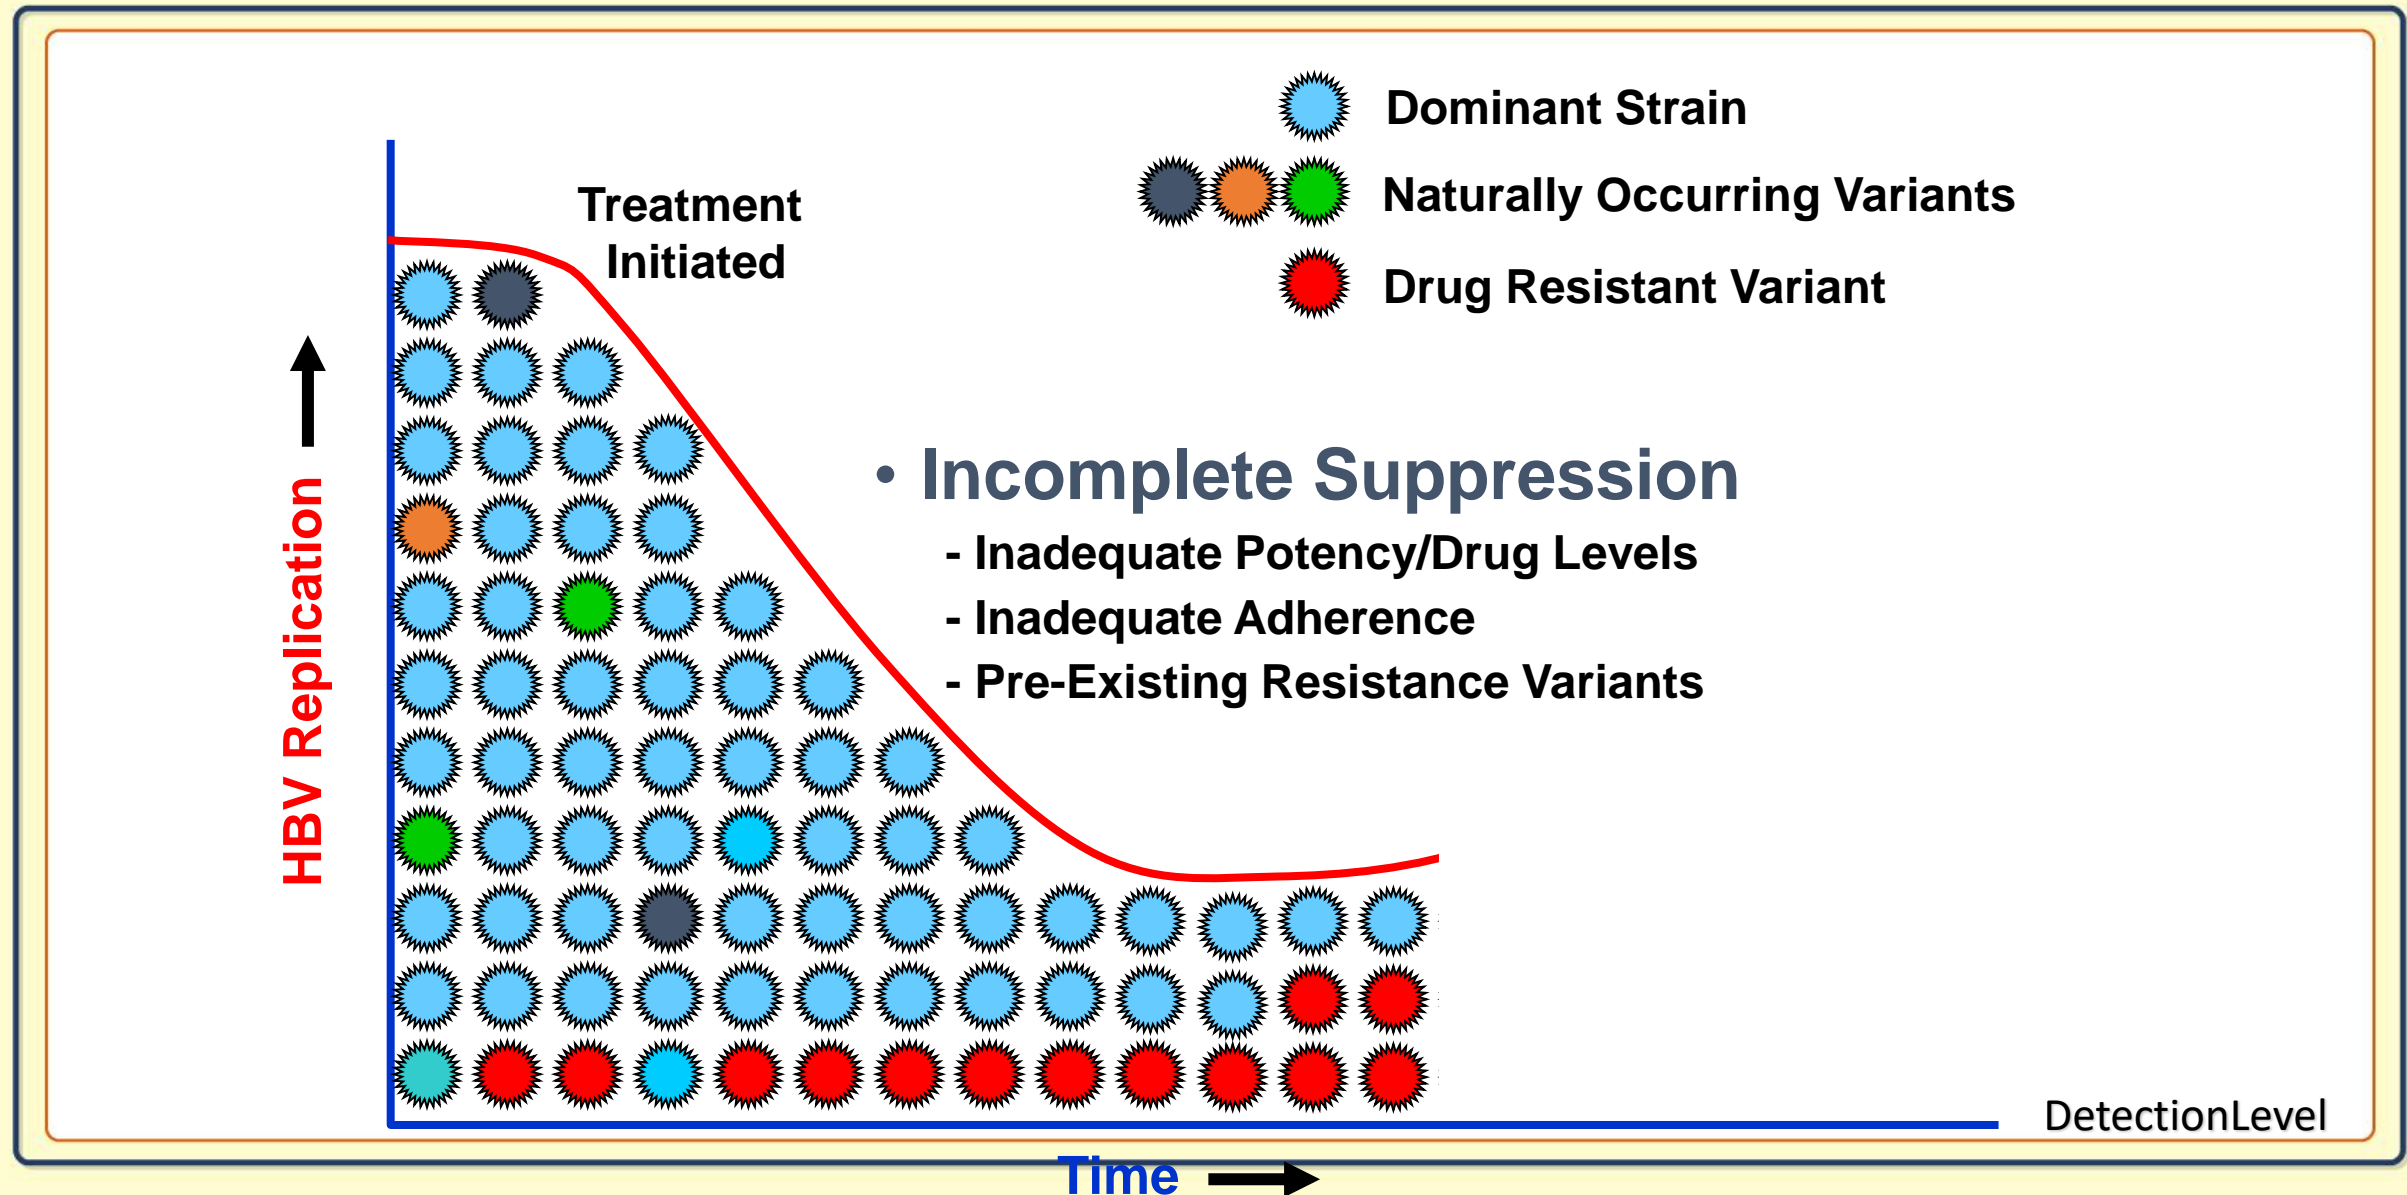 Dominant Strain
Naturally Occurring Variants
Drug Resistant Variant
Treatment
Initiated
• Incomplete Suppression
- Inadequate Potency/Drug Levels
- Inadequate Adherence
- Pre-Existing Resistance Variants
HBV Replication
DetectionLevel
Time